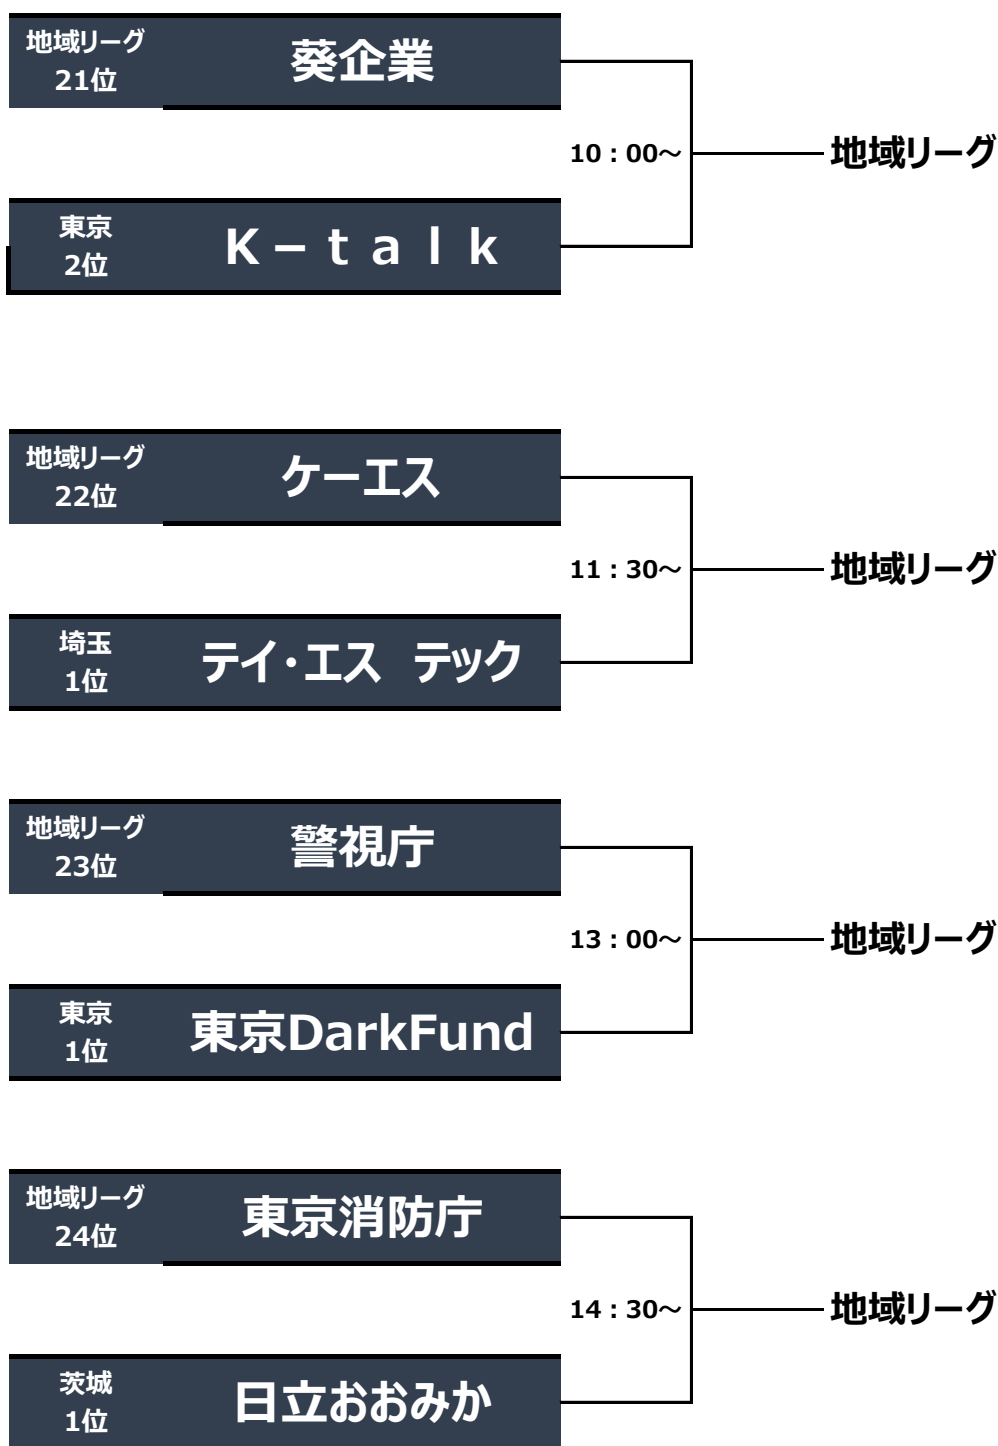 地域リーグ
21位
葵企業
10：00～
地域リーグ
東京
2位
K－talk
地域リーグ
22位
ケーエス
11：30～
地域リーグ
埼玉
1位
テイ・エス　テック
地域リーグ
23位
警視庁
13：00～
地域リーグ
東京
1位
東京DarkFund
地域リーグ
24位
東京消防庁
14：30～
地域リーグ
茨城
1位
日立おおみか